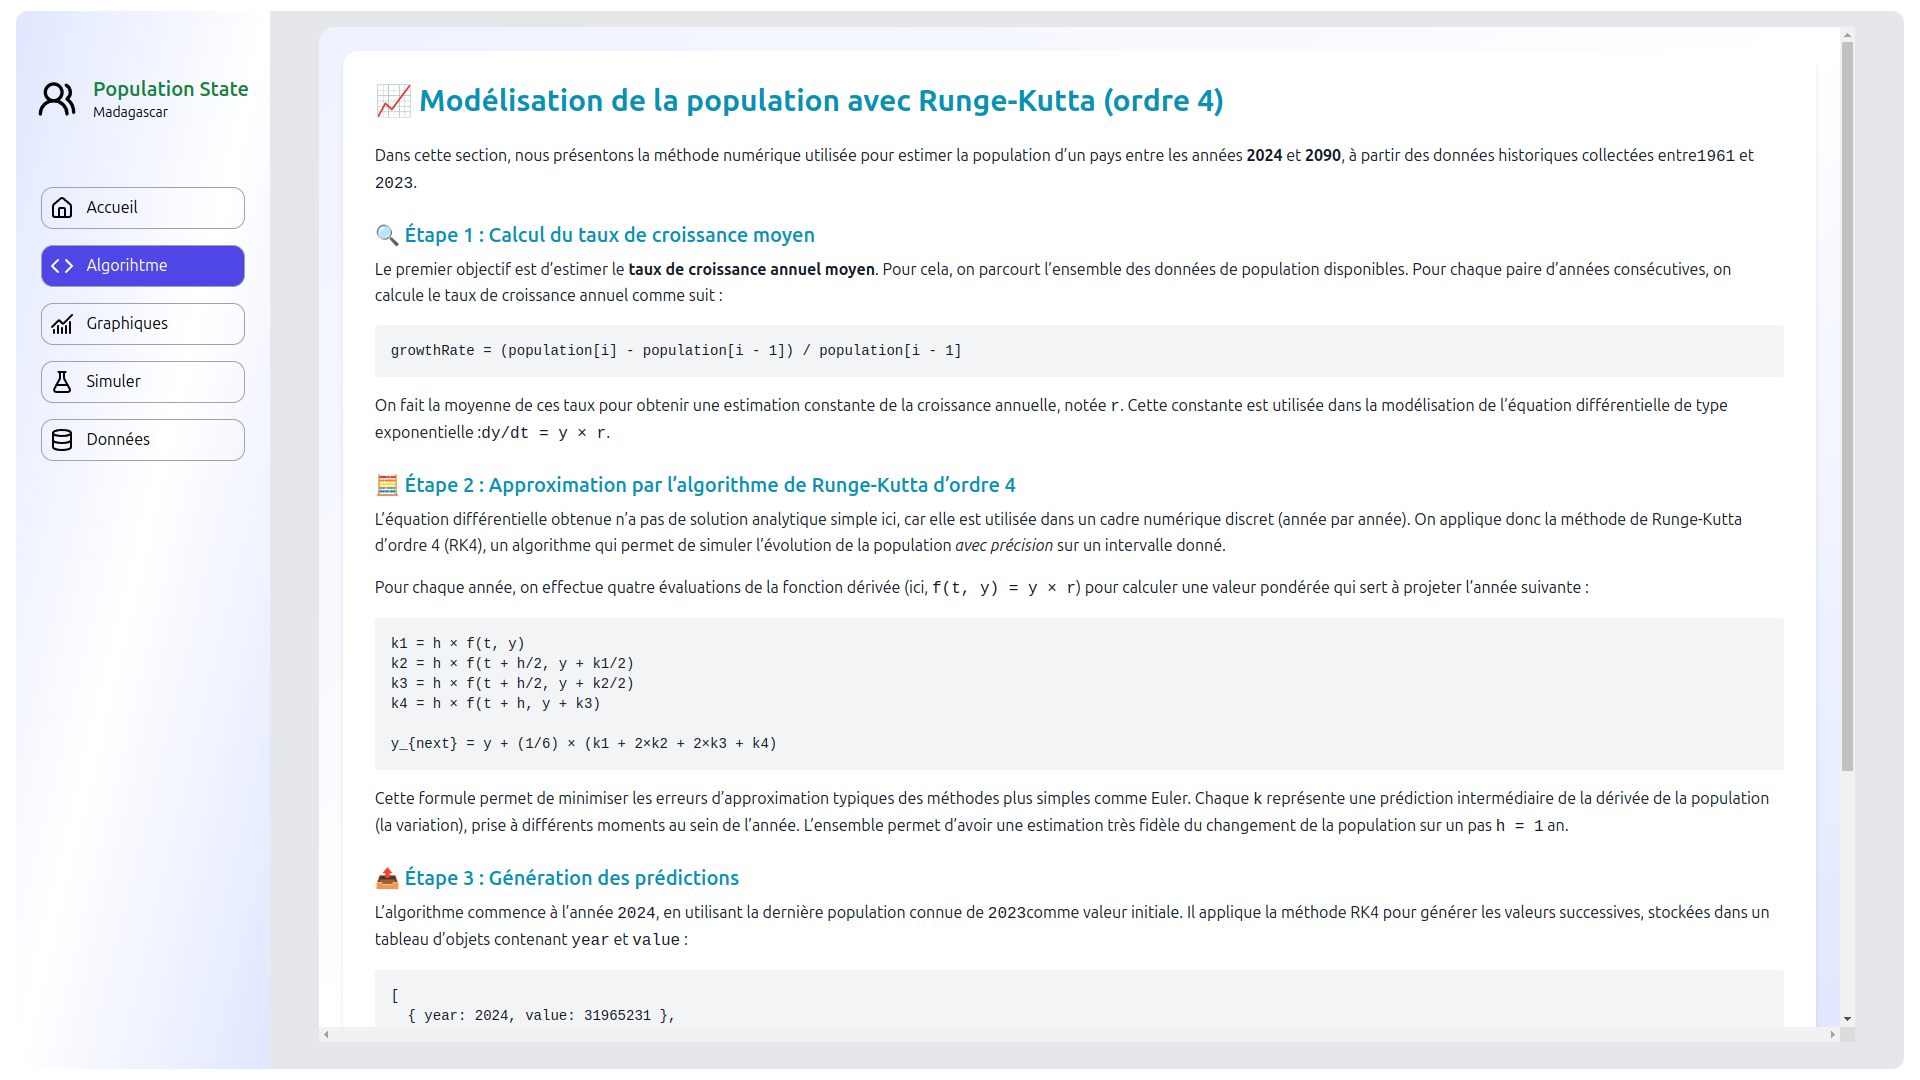 Population State
Madagascar
Accueil
Algorihtme
Graphiques
Simuler
Données
Modélisation de la population avec Runge-Kutta (ordre 4)
Dans cette section, nous présentons la méthode numérique utilisée pour estimer la population d’un pays entre les années 2024 et 2090, à partir des données historiques collectées entre1961 et
2023.
Étape 1 : Calcul du taux de croissance moyen
Le premier objectif est d’estimer le taux de croissance annuel moyen. Pour cela, on parcourt l’ensemble des données de population disponibles. Pour chaque paire d’années consécutives, on
calcule le taux de croissance annuel comme suit :
growthRate = (population[i] - population[i - 1]) / population[i - 1]
On fait la moyenne de ces taux pour obtenir une estimation constante de la croissance annuelle, notée r. Cette constante est utilisée dans la modélisation de l’équation différentielle de type
exponentielle :dy/dt = y × r.
Étape 2 : Approximation par l’algorithme de Runge-Kutta d’ordre 4
L’équation différentielle obtenue n’a pas de solution analytique simple ici, car elle est utilisée dans un cadre numérique discret (année par année). On applique donc la méthode de Runge-Kutta
d’ordre 4 (RK4), un algorithme qui permet de simuler l’évolution de la population avec précision sur un intervalle donné.
Pour chaque année, on effectue quatre évaluations de la fonction dérivée (ici, f(t, y) = y × r) pour calculer une valeur pondérée qui sert à projeter l’année suivante :
k1 = h × f(t, y)
k2 = h × f(t + h/2, y + k1/2)
k3 = h × f(t + h/2, y + k2/2)
k4 = h × f(t + h, y + k3)
y_{next} = y + (1/6) × (k1 + 2×k2 + 2×k3 + k4)
Cette formule permet de minimiser les erreurs d’approximation typiques des méthodes plus simples comme Euler. Chaque k représente une prédiction intermédiaire de la dérivée de la population
(la variation), prise à différents moments au sein de l’année. L’ensemble permet d’avoir une estimation très fidèle du changement de la population sur un pas h = 1 an.
Étape 3 : Génération des prédictions
L’algorithme commence à l’année 2024, en utilisant la dernière population connue de 2023comme valeur initiale. Il applique la méthode RK4 pour générer les valeurs successives, stockées dans un
tableau d’objets contenant year et value :
[
{ year: 2024, value: 31965231 },